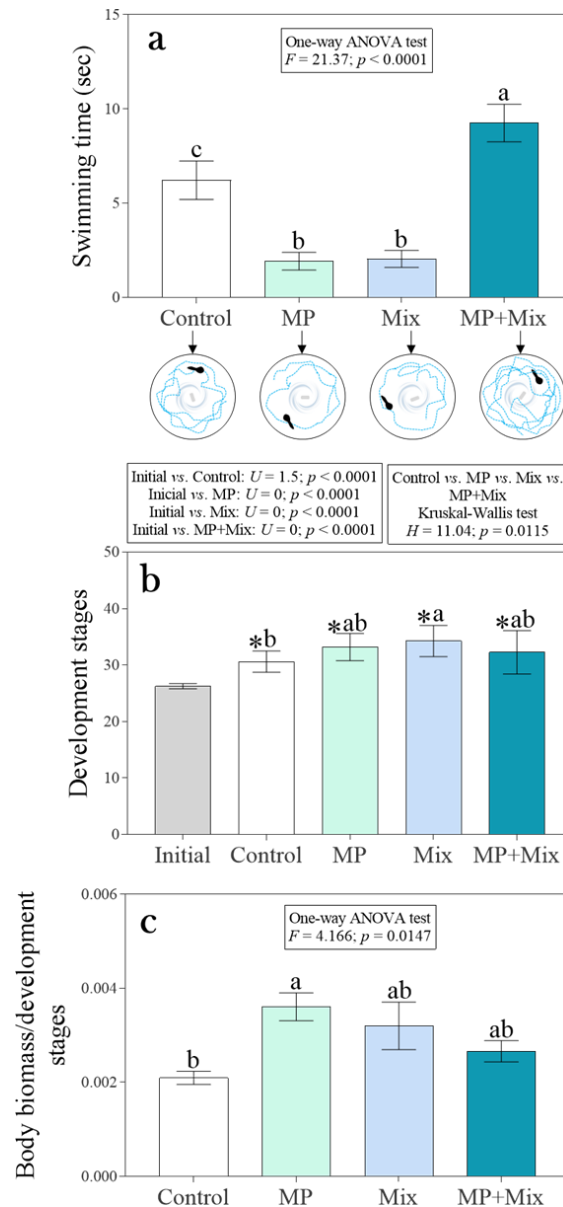 a
One-way ANOVA test
F = 21.37; p < 0.0001
Swimming time (sec)
15
10
5
0
c
b
b
a
Control
MP
Mix
MP+Mix
Initial vs. Control: U = 1.5; p < 0.0001
Inicial vs. MP: U = 0; p < 0.0001
Initial vs. Mix: U = 0; p < 0.0001
Initial vs. MP+Mix: U = 0; p < 0.0001
Control vs. MP vs. Mix vs.
MP+Mix
Kruskal-Wallis test
H = 11.04; p = 0.0115
b
Development stages
50
40
30
20
10
0
*b
*ab
*a
*ab
Initial
Control
MP
Mix
MP+Mix
c
One-way ANOVA test
F = 4.166; p = 0.0147
Body biomass/development
stages
0.006
0.004
0.002
0.000
b
a
ab
ab
Control
MP
Mix
MP+Mix